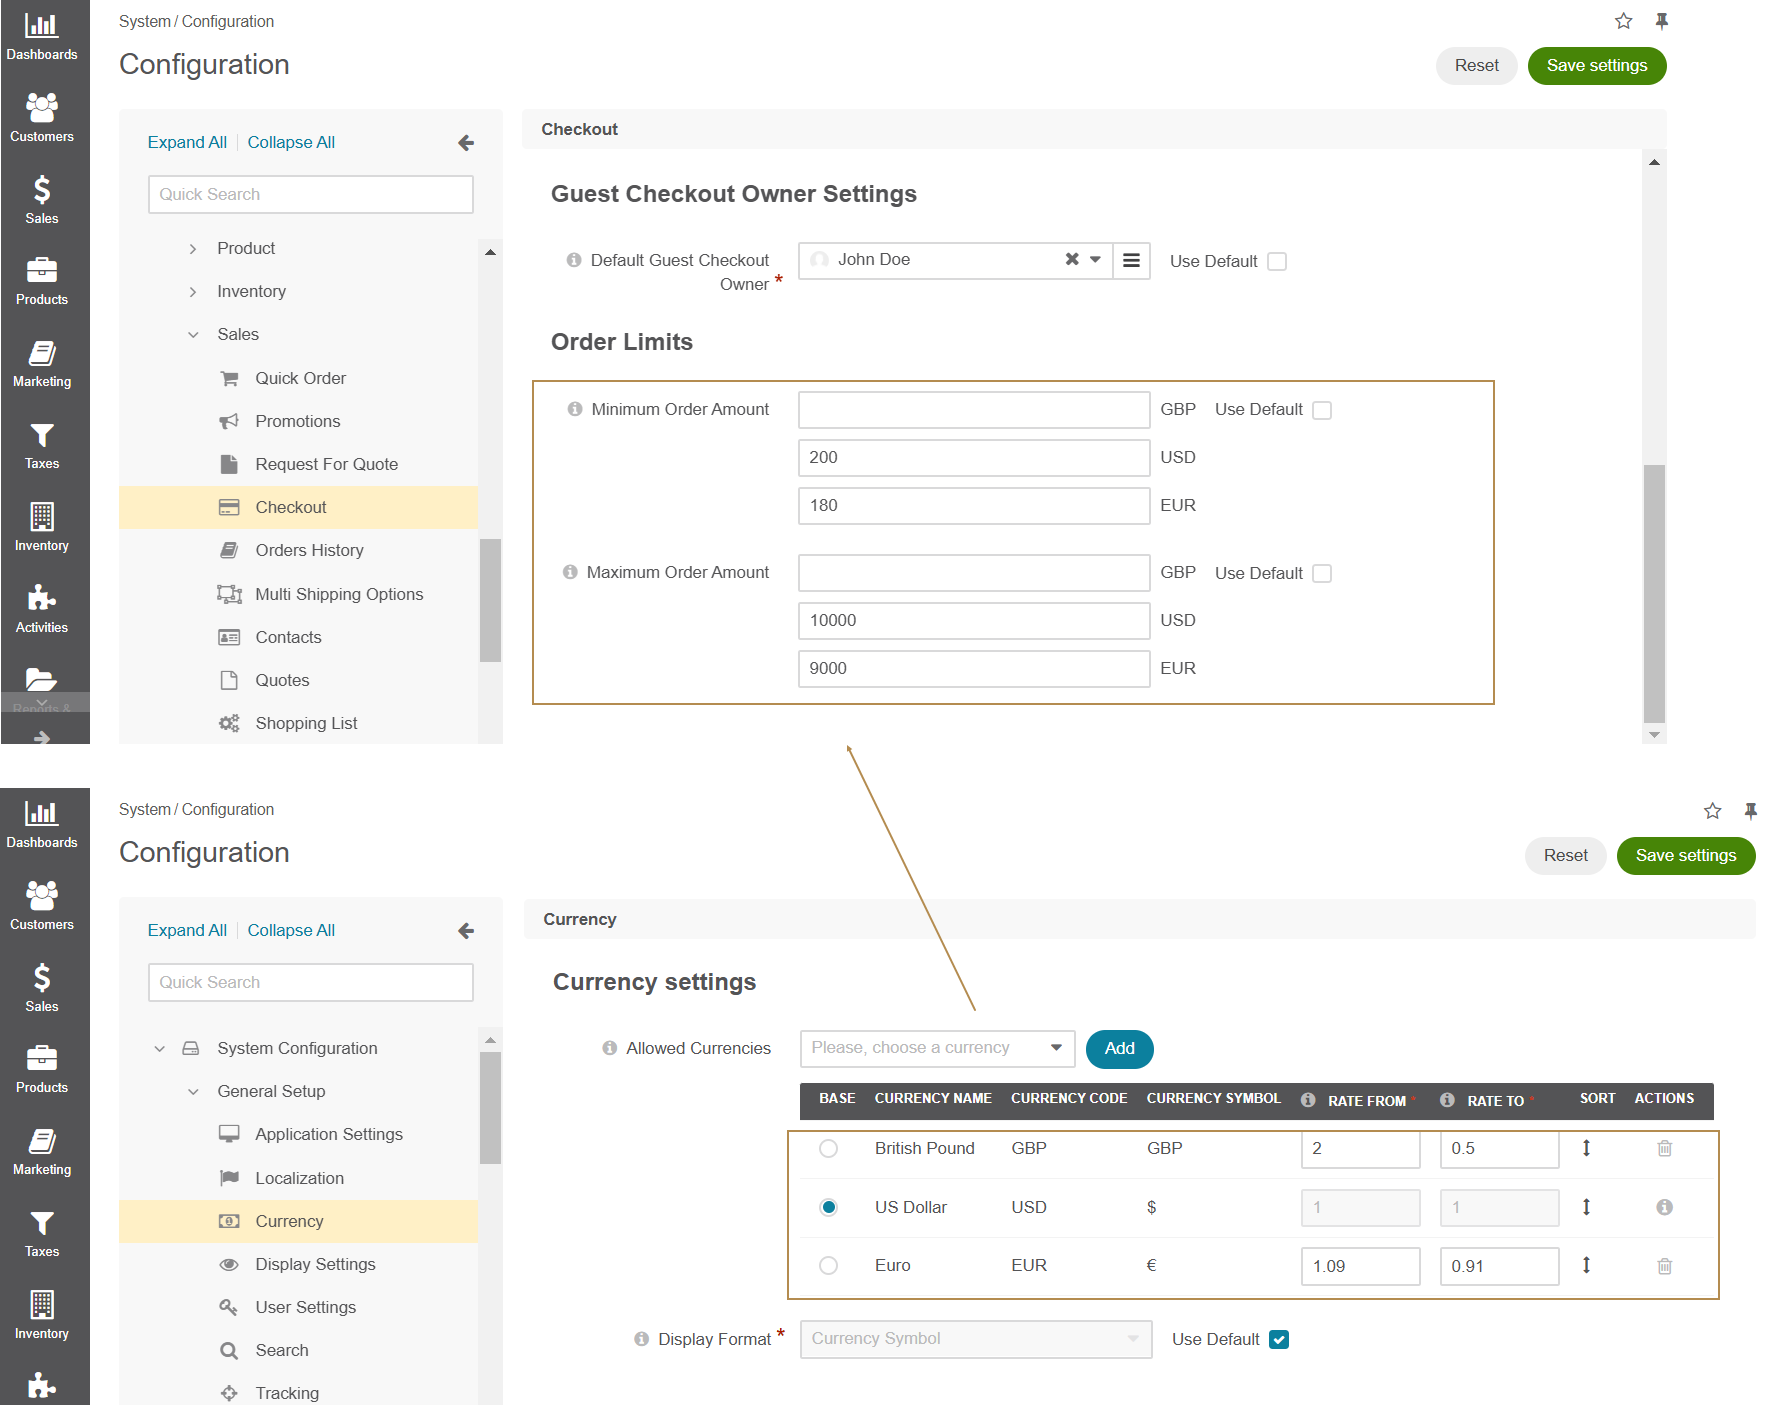 System / Configuration
Configuration
Reset
Save settings
Dashboards
Customers
Sales
Products
Marketing
Taxes
Inventory
Activities
Reports &
Expand All
Collapse All
Quick Search
Product
Inventory
Sales
Quick Order
Promotions
Request For Quote
Checkout
Orders History
Multi Shipping Options
Contacts
Quotes
Shopping List
Checkout
Guest Checkout Owner Settings
Default Guest Checkout
Owner *
John Doe
Use Default
Order Limits
Minimum Order Amount
GBP
Use Default
200
USD
180
EUR
Maximum Order Amount
GBP
Use Default
10000
USD
9000
EUR
System / Configuration
Configuration
Reset
Save settings
Dashboards
Customers
Sales
Products
Marketing
Taxes
Inventory
Expand All
Collapse All
Quick Search
System Configuration
General Setup
Application Settings
Localization
Currency
Display Settings
User Settings
Search
Tracking
Currency
Currency settings
Allowed Currencies
Please, choose a currency
Add
BASE CURRENCY NAME CURRENCY CODE CURRENCY SYMBOL RATE FROM * RATE TO * SORT ACTIONS
British Pound GBP GBP 2 0.5
US Dollar USD $ 1 1
Euro EUR € 1.09 0.91
Display Format *
Currency Symbol
Use Default